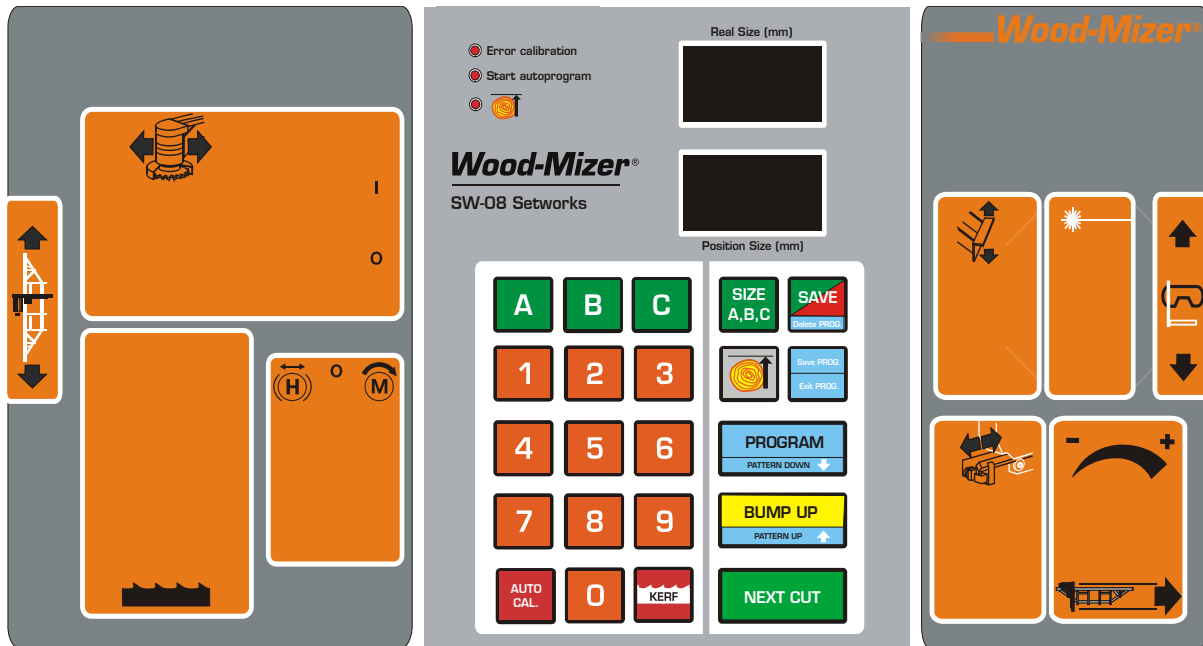 I
O
H
O
M
Error calibration
Start autoprogram
Real Size (mm)
Wood-Mizer®
SW-08 Setworks
Position Size (mm)
A
B
C
SIZE
A,B,C
SAVE
Delete PROG.
1
2
3
Save PROG.
Exit PROG.
4
5
6
PROGRAM
PATTERN DOWN
7
8
9
BUMP UP
PATTERN UP
AUTO
CAL.
0
KERF
NEXT CUT
Wood-Mizer®
-
+